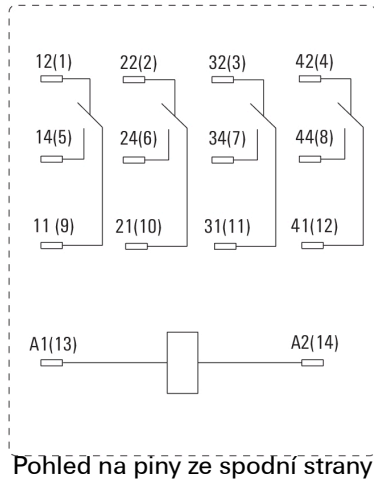 12(1) 22(2) 32(3) 42(4)
14(5) 24(6) 34(7) 44(8)
11 (9) 21(10) 31(11) 41(12)
A1(13) A2(14)
Pohled na piny ze spodní strany